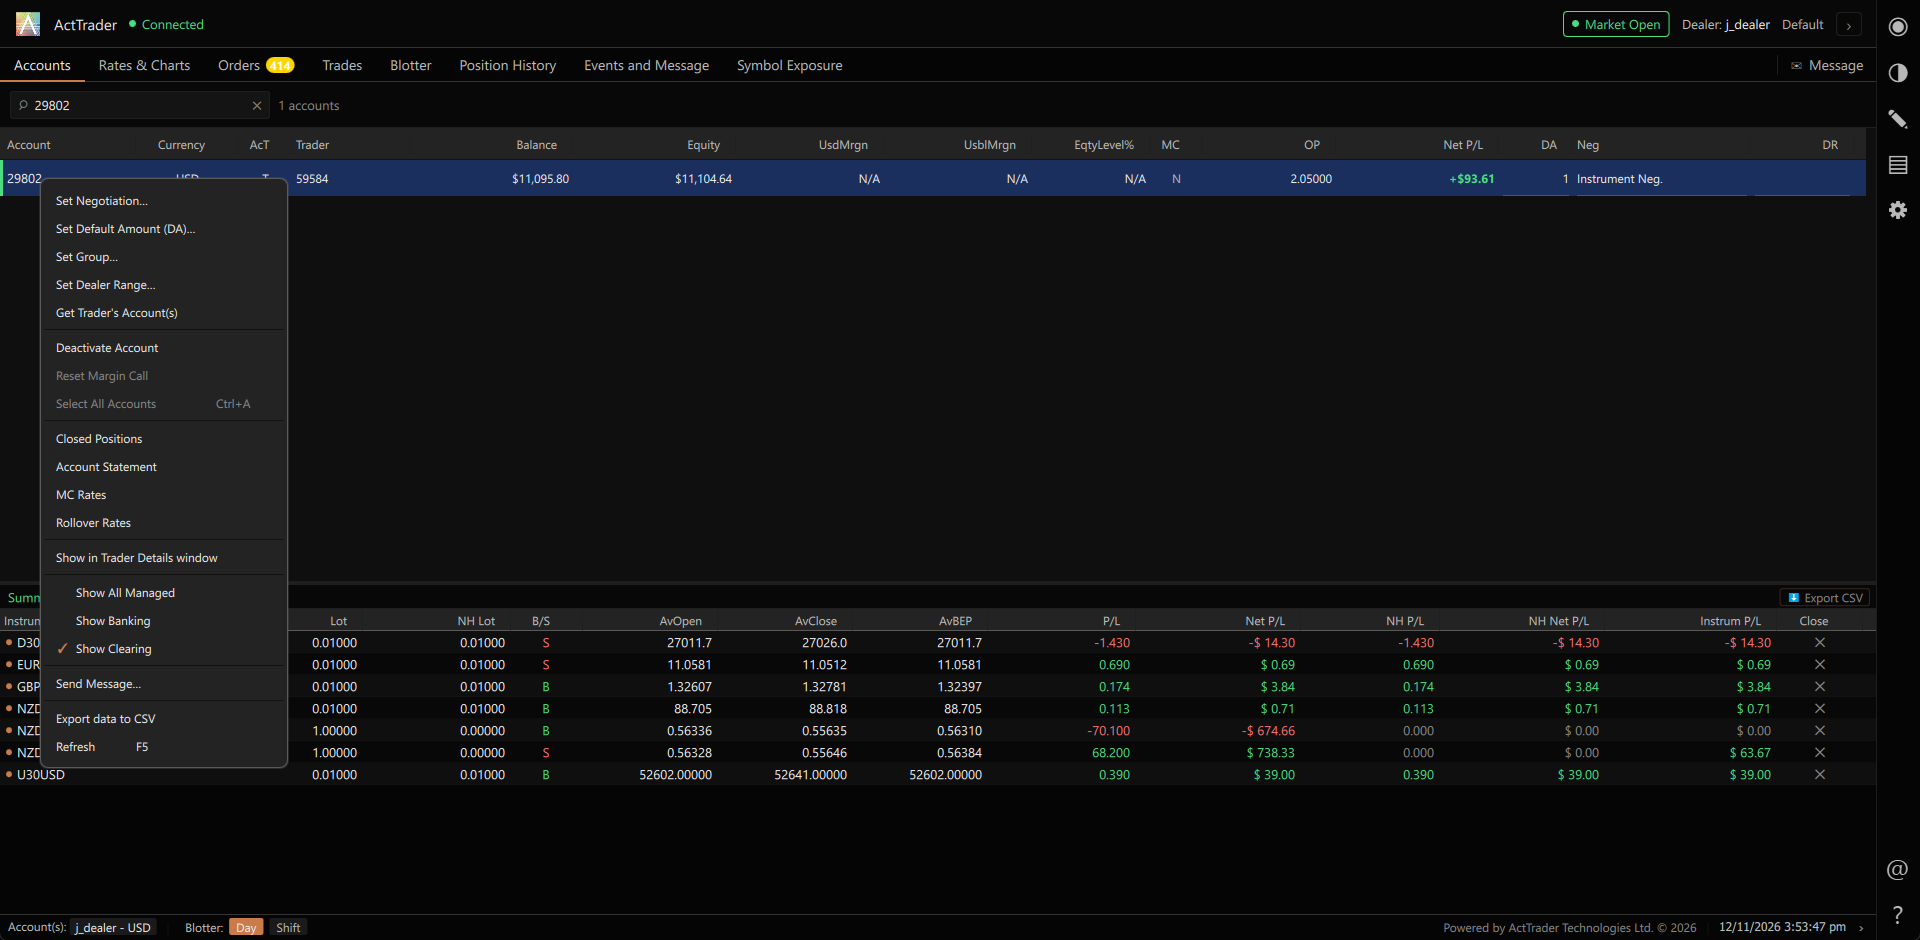 ActTrader Connected Market Open Dealer: j_dealer Default
Accounts Rates & Charts Orders 414 Trades Blotter Position History Events and Message Symbol Exposure Message
29802 1 accounts
Account Currency AcT Trader Balance Equity UsdMrgn UsblMrgn EqtyLevel% MC OP Net P/L DA Neg DR
29802 USD T 59584 $11,095.80 $11,104.64 N/A N/A N/A N 2.05000 +$93.61 1 Instrument Neg.
Set Negotiation...
Set Default Amount (DA)...
Set Group...
Set Dealer Range...
Get Trader's Account(s)
Deactivate Account
Reset Margin Call
Select All Accounts Ctrl+A
Closed Positions
Account Statement
MC Rates
Rollover Rates
Show in Trader Details window
Show All Managed
Show Banking
✓ Show Clearing
Send Message...
Export data to CSV
Refresh F5
Summ Export CSV
Instrun Lot NH Lot B/S AvOpen AvClose AvBEP P/L Net P/L NH P/L NH Net P/L Instrum P/L Close
D30 0.01000 0.01000 S 27011.7 27026.0 27011.7 -1.430 -$ 14.30 -1.430 -$ 14.30 -$ 14.30
EUR 0.01000 0.01000 S 11.0581 11.0512 11.0581 0.690 $ 0.69 0.690 $ 0.69 $ 0.69
GBP 0.01000 0.01000 B 1.32607 1.32781 1.32397 0.174 $ 3.84 0.174 $ 3.84 $ 3.84
NZD 0.01000 0.01000 B 88.705 88.818 88.705 0.113 $ 0.71 0.113 $ 0.71 $ 0.71
NZD 1.00000 0.00000 B 0.56336 0.55635 0.56310 -70.100 -$ 674.66 0.000 $ 0.00 $ 0.00
NZD 1.00000 0.00000 S 0.56328 0.55646 0.56384 68.200 $ 738.33 0.000 $ 0.00 $ 63.67
U30USD 0.01000 0.01000 B 52602.00000 52641.00000 52602.00000 0.390 $ 39.00 0.390 $ 39.00 $ 39.00
Account(s): j_dealer - USD Blotter: Day Shift Powered by ActTrader Technologies Ltd. © 2026 12/11/2026 3:53:47 pm